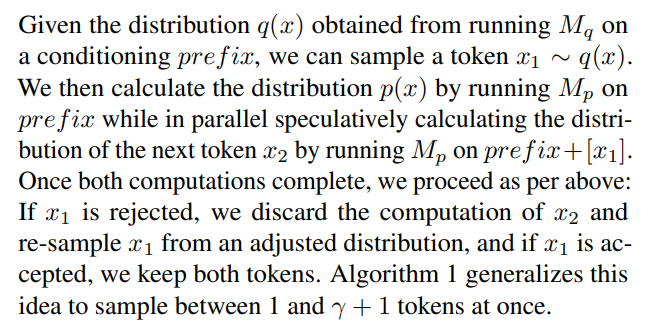 Given the distribution q(x) obtained from running M_q on
a conditioning prefix, we can sample a token x_1 ∼ q(x).
We then calculate the distribution p(x) by running M_p on
prefix while in parallel speculatively calculating the distri-
bution of the next token x_2 by running M_p on prefix+[x_1].
Once both computations complete, we proceed as per above:
If x_1 is rejected, we discard the computation of x_2 and
re-sample x_1 from an adjusted distribution, and if x_1 is ac-
cepted, we keep both tokens. Algorithm 1 generalizes this
idea to sample between 1 and γ + 1 tokens at once.